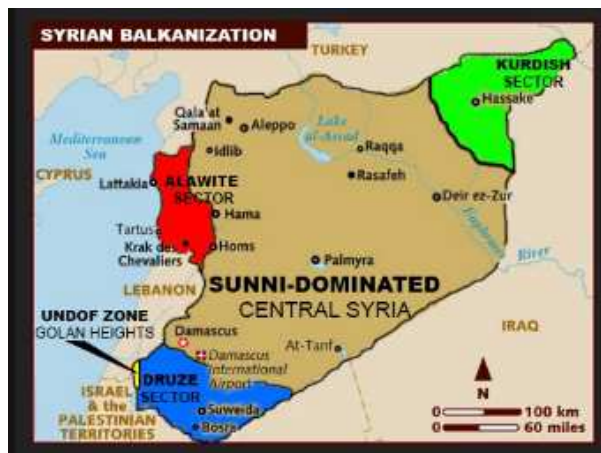 SYRIAN BALKANIZATION
TURKEY
KURDISH
SECTOR
Hassake
Qala'at
Samaan
Aleppo
Lake
al-Assad
Mediterranean
Sea
Idlib
Raqqa
CYPRUS
Lattakia
ALAWITE
SECTOR
Rasafeh
Deir ez-Zur
Hama
Tartus
Krak des
Chevaliers
Homs
Euphrates
River
Palmyra
LEBANON
SUNNI-DOMINATED
CENTRAL SYRIA
UNDOF ZONE
GOLAN HEIGHTS
IRAQ
Damascus
Damascus
International
Airport
At-Tanf
DRUZE
SECTOR
ISRAEL
& the
PALESTINIAN
TERRITORIES
Suweida
Bosra
N
0 100 km
0 60 miles